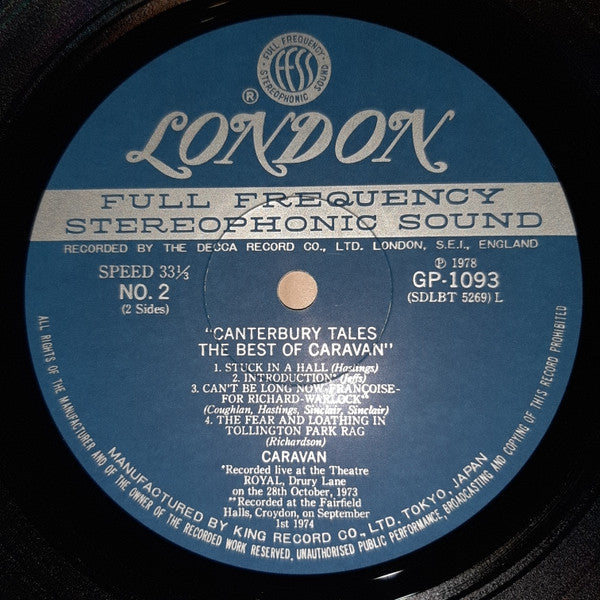 FULL FREQUENCY
ffss
STEREOPHONIC SOUND
®
LONDON
FULL FREQUENCY
STEREOPHONIC SOUND
RECORDED BY THE DECCA RECORD CO., LTD. LONDON, S.E.I., ENGLAND
SPEED 33⅓
NO. 2
(2 Sides)
℗ 1978
GP-1093
(SDLBT 5269) L
"CANTERBURY TALES
THE BEST OF CARAVAN"
1. STUCK IN A HALL (Hastings)
2. INTRODUCTION* (Jeffs)
3. CAN'T BE LONG NOW-FRANÇOISE-
FOR RICHARD-WARLOCK**
(Coughlan, Hastings, Sinclair, Sinclair)
4. THE FEAR AND LOATHING IN
TOLLINGTON PARK RAG
(Richardson)
CARAVAN
*Recorded live at the Theatre
ROYAL, Drury Lane
on the 28th October, 1973
**Recorded at the Fairfield
Halls, Croydon, on September
1st 1974
MANUFACTURED BY KING RECORD CO., LTD. TOKYO, JAPAN
ALL RIGHTS OF THE MANUFACTURER AND OF THE OWNER OF THE RECORDED WORK RESERVED. UNAUTHORISED PUBLIC PERFORMANCE, BROADCASTING AND COPYING OF THIS RECORD PROHIBITED